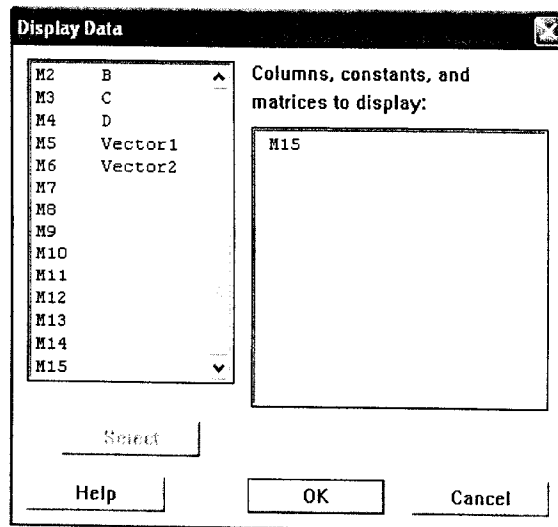 Display Data
M2 B
M3 C
M4 D
M5 Vector1
M6 Vector2
M7
M8
M9
M10
M11
M12
M13
M14
M15
Columns, constants, and
matrices to display:
M15
Select
Help
OK
Cancel